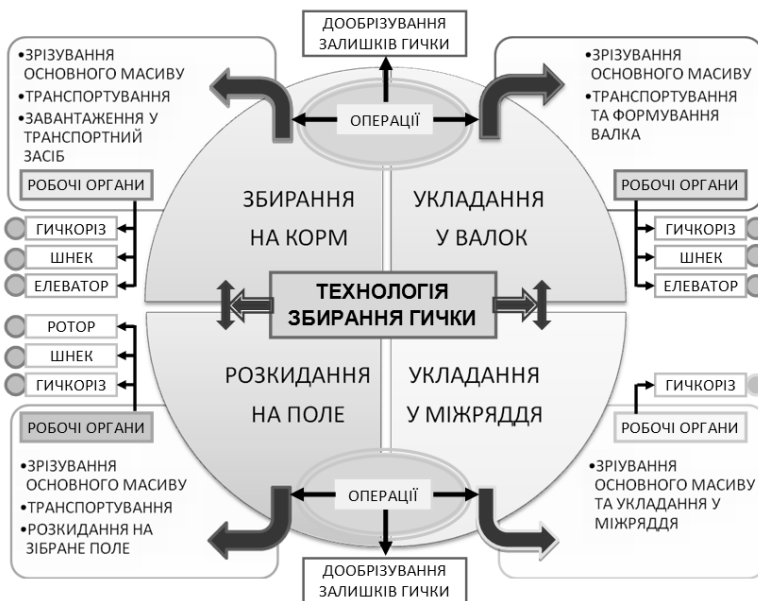 ДООБРІЗУВАННЯ
ЗАЛИШКІВ ГИЧКИ
•ЗРІЗУВАННЯ
ОСНОВНОГО МАСИВУ
•ТРАНСПОРТУВАННЯ
•ЗАВАНТАЖЕННЯ У
ТРАНСПОРТНИЙ
ЗАСІБ
РОБОЧІ ОРГАНИ
ГИЧКОРІЗ
ШНЕК
ЕЛЕВАТОР
ОПЕРАЦІЇ
•ЗРІЗУВАННЯ
ОСНОВНОГО МАСИВУ
•ТРАНСПОРТУВАННЯ
ТА ФОРМУВАННЯ
ВАЛКА
РОБОЧІ ОРГАНИ
ГИЧКОРІЗ
ШНЕК
ЕЛЕВАТОР
ЗБИРАННЯ
НА КОРМ
УКЛАДАННЯ
У ВАЛОК
ТЕХНОЛОГІЯ
ЗБИРАННЯ ГИЧКИ
РОЗКИДАННЯ
НА ПОЛЕ
УКЛАДАННЯ
У МІЖРЯДДЯ
РОТОР
ШНЕК
ГИЧКОРІЗ
РОБОЧІ ОРГАНИ
•ЗРІЗУВАННЯ
ОСНОВНОГО МАСИВУ
•ТРАНСПОРТУВАННЯ
•РОЗКИДАННЯ НА
ЗІБРАНЕ ПОЛЕ
ОПЕРАЦІЇ
ГИЧКОРІЗ
РОБОЧІ ОРГАНИ
•ЗРІУВАННЯ
ОСНОВНОГО МАСИВУ
ТА УКЛАДАННЯ У
МІЖРЯДДЯ
ДООБРІЗУВАННЯ
ЗАЛИШКІВ ГИЧКИ